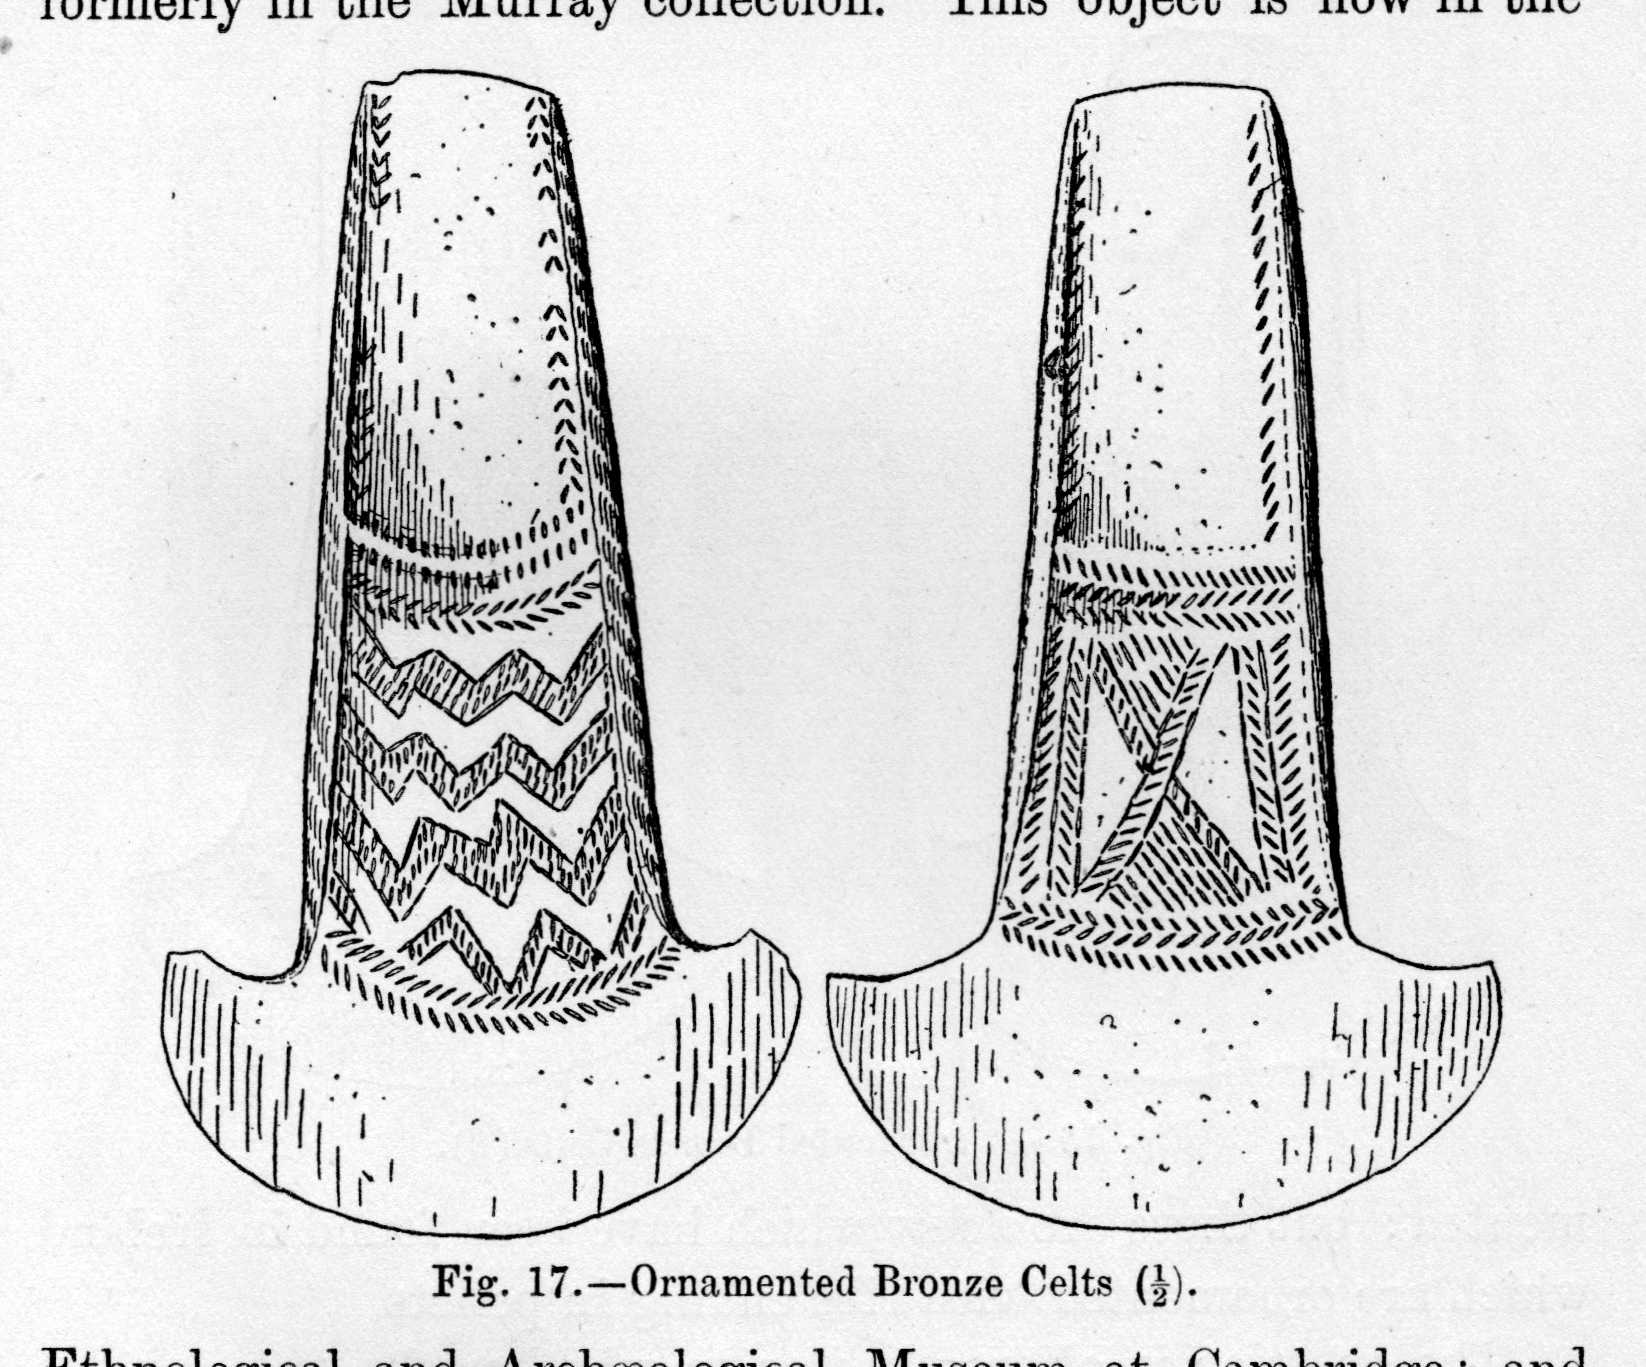 formerly in the Murray collection. This object is now in the
Fig. 17.—Ornamented Bronze Celts (½).
Ethnological and Archæological Museum at Cambridge; and